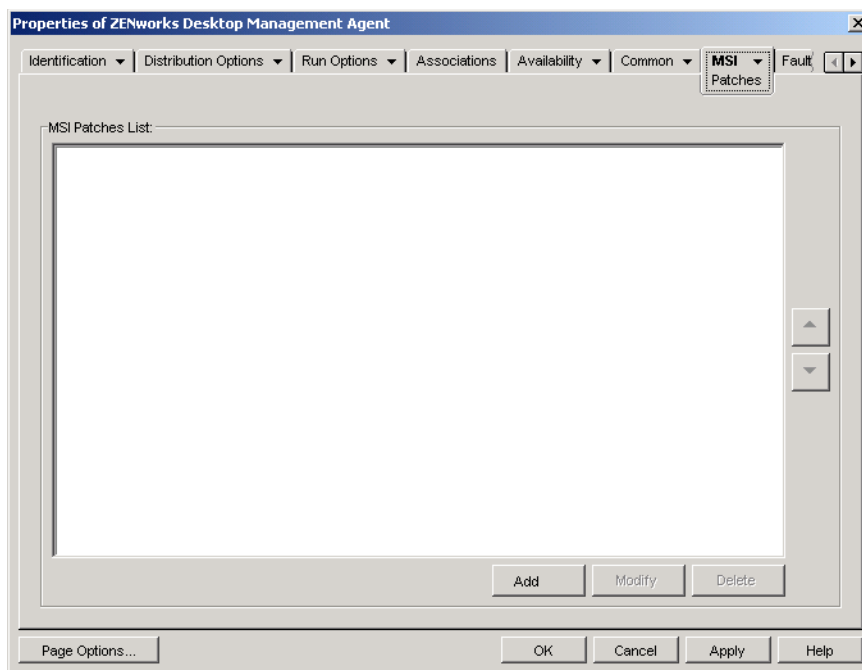 Properties of ZENworks Desktop Management Agent
Identification Distribution Options Run Options Associations Availability Common MSI Fault
Patches
MSI Patches List:
Add Modify Delete
Page Options... OK Cancel Apply Help